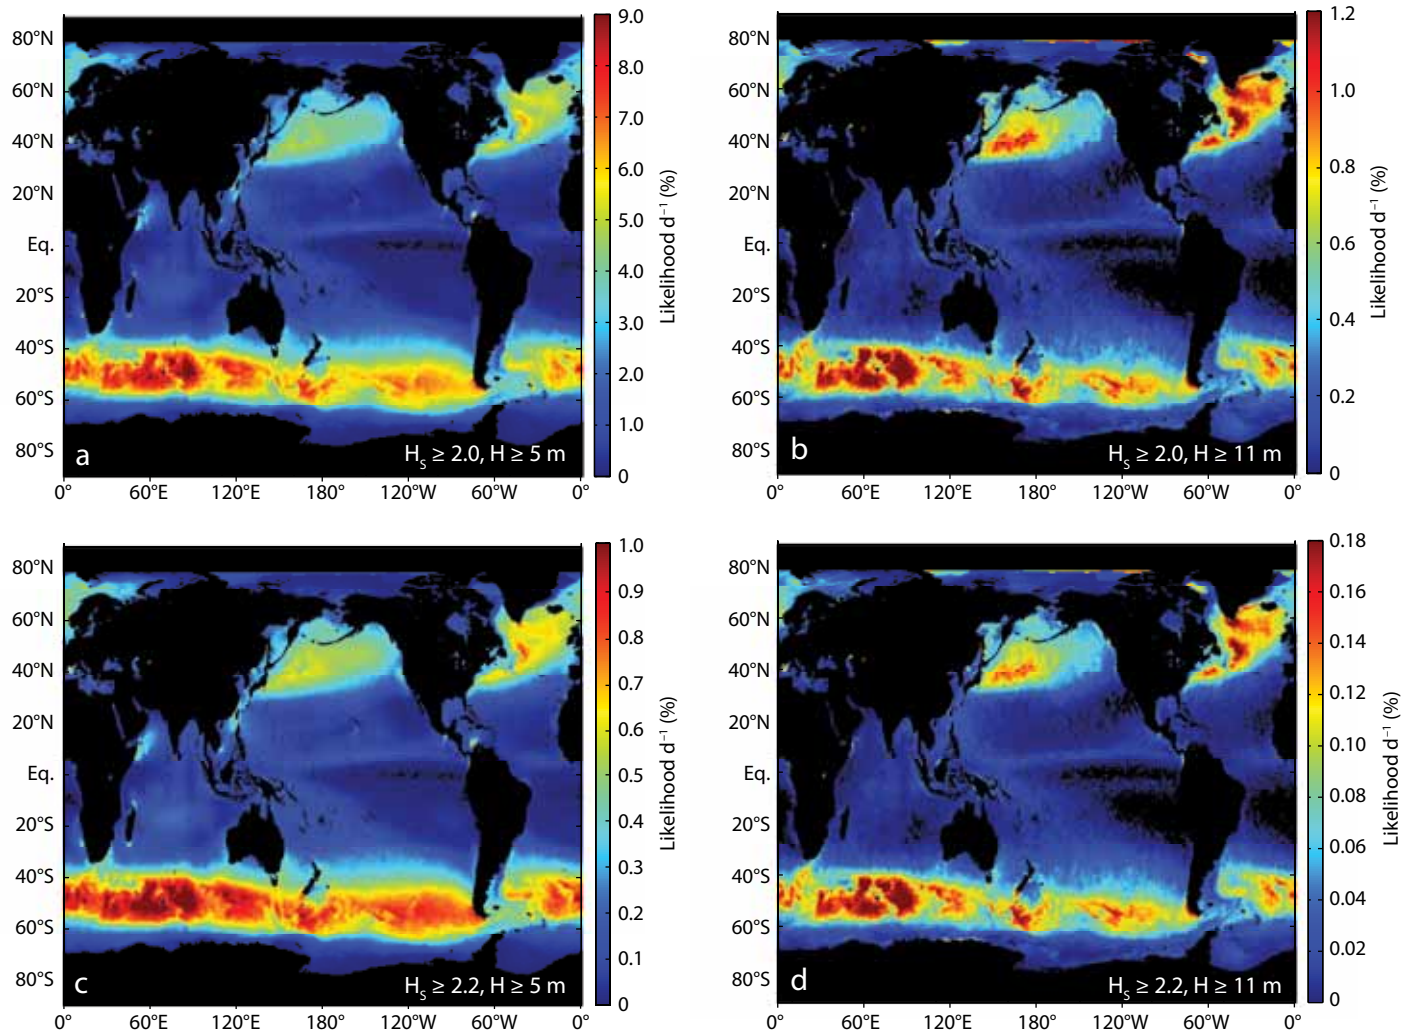 80°N
60°N
40°N
20°N
Eq.
20°S
40°S
60°S
80°S
0°
60°E
120°E
180°
120°W
60°W
0°
a
H_S ≥ 2.0, H ≥ 5 m
9.0
8.0
7.0
6.0
5.0
4.0
3.0
2.0
1.0
0
Likelihood d⁻¹ (%)
80°N
60°N
40°N
20°N
Eq.
20°S
40°S
60°S
80°S
0°
60°E
120°E
180°
120°W
60°W
0°
b
H_S ≥ 2.0, H ≥ 11 m
1.2
1.0
0.8
0.6
0.4
0.2
0
Likelihood d⁻¹ (%)
80°N
60°N
40°N
20°N
Eq.
20°S
40°S
60°S
80°S
0°
60°E
120°E
180°
120°W
60°W
0°
c
H_S ≥ 2.2, H ≥ 5 m
1.0
0.9
0.8
0.7
0.6
0.5
0.4
0.3
0.2
0.1
0
Likelihood d⁻¹ (%)
80°N
60°N
40°N
20°N
Eq.
20°S
40°S
60°S
80°S
0°
60°E
120°E
180°
120°W
60°W
0°
d
H_S ≥ 2.2, H ≥ 11 m
0.18
0.16
0.14
0.12
0.10
0.08
0.06
0.04
0.02
0
Likelihood d⁻¹ (%)